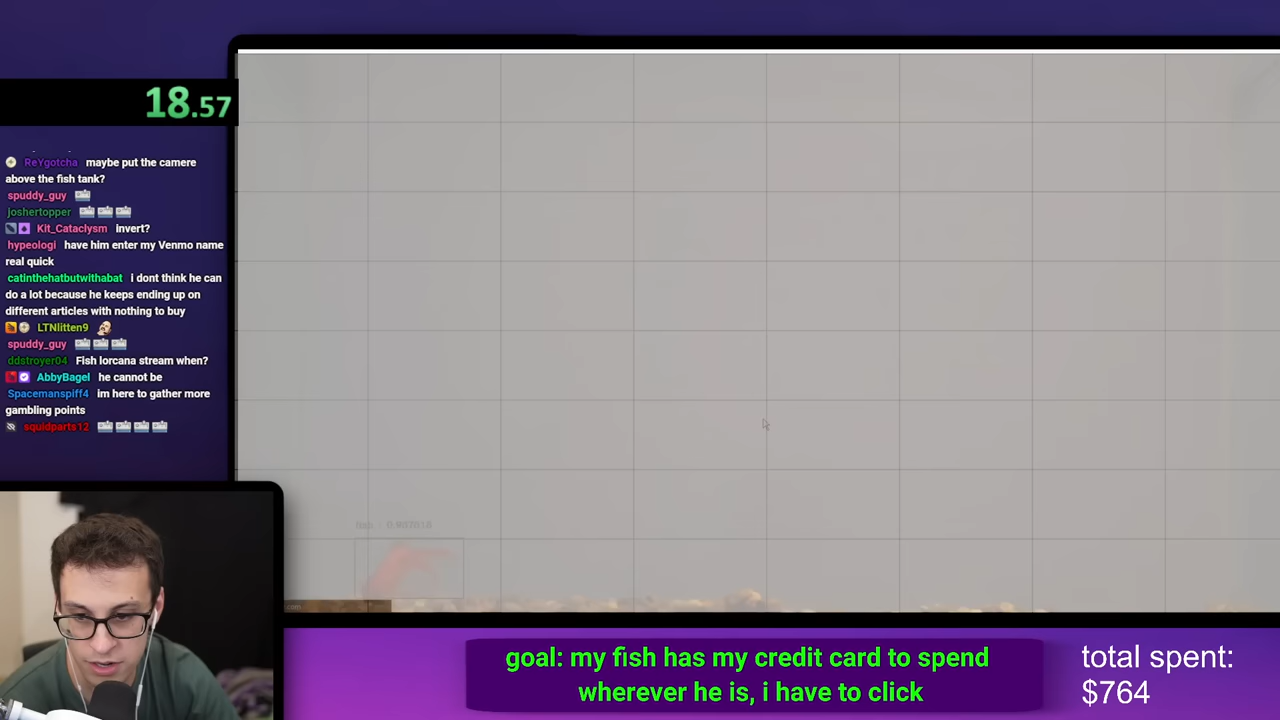 18.57
ReYgotcha maybe put the camere
above the fish tank?
spuddy_guy
joshertopper
Kit_Cataclysm invert?
hypeologi have him enter my Venmo name
real quick
catinthehatbutwithabat i dont think he can
do a lot because he keeps ending up on
different articles with nothing to buy
LTNlitten9
spuddy_guy
ddstroyer04 Fish lorcana stream when?
AbbyBagel he cannot be
Spacemanspiff4 im here to gather more
gambling points
squidparts12
fish
goal: my fish has my credit card to spend
wherever he is, i have to click
total spent:
$764